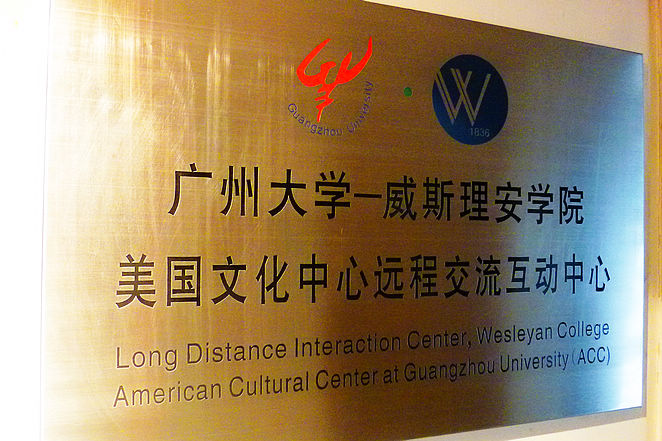 GU
Guangzhou University
W
1836
广州大学—威斯理安学院
美国文化中心远程交流互动中心
Long Distance Interaction Center, Wesleyan College
American Cultural Center at Guangzhou University (ACC)